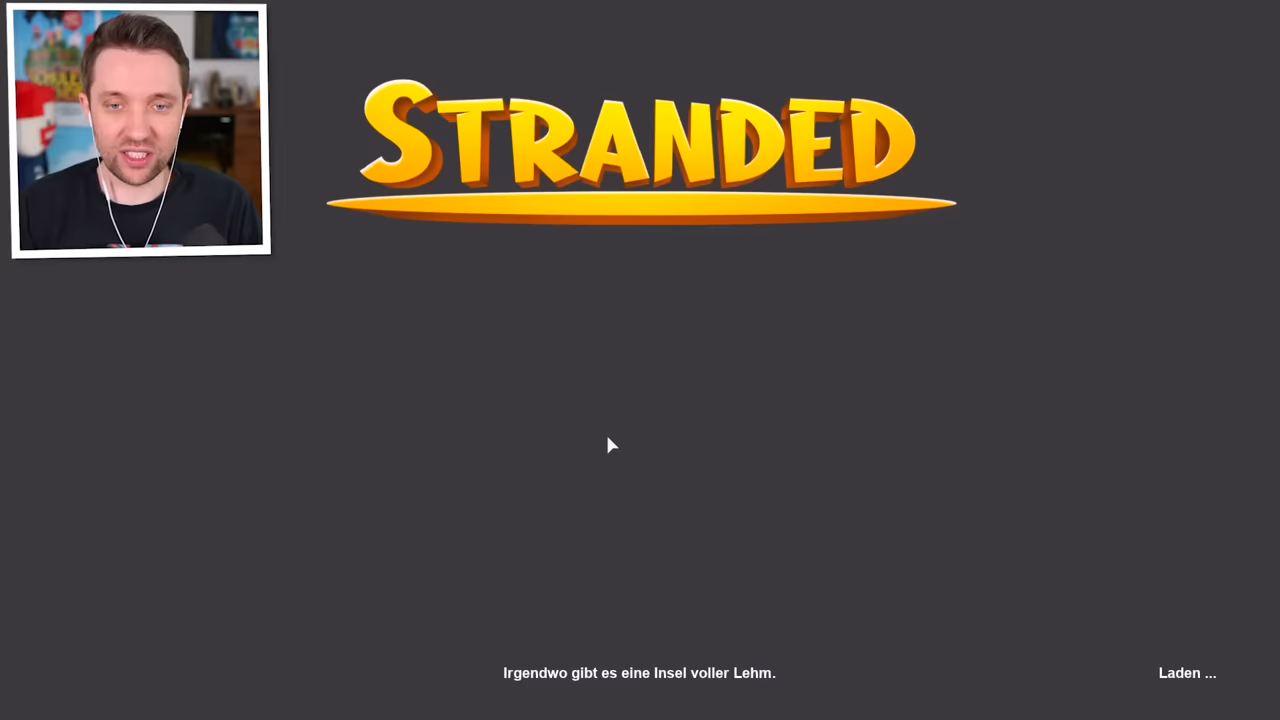 STRANDED
Irgendwo gibt es eine Insel voller Lehm.
Laden ...